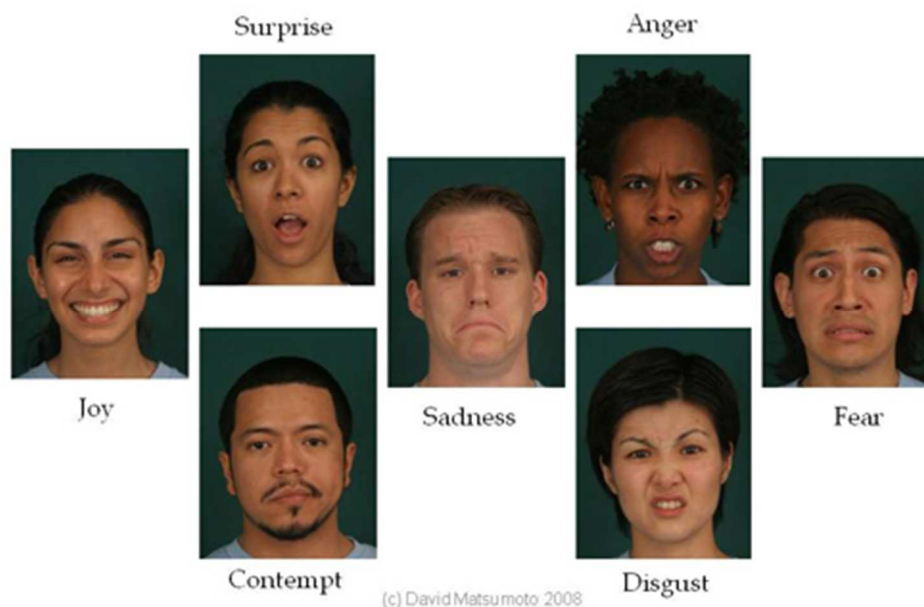 Surprise
Anger
Joy
Sadness
Fear
Contempt
Disgust
(c) David Matsumoto 2008